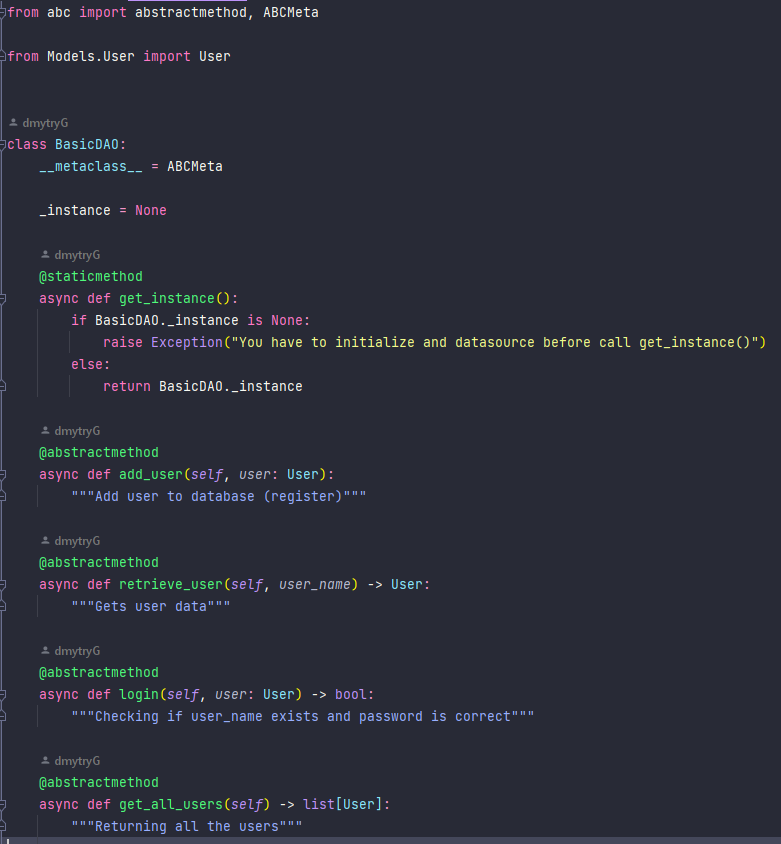 from abc import abstractmethod, ABCMeta
from Models.User import User
dmytryG
class BasicDAO:
    __metaclass__ = ABCMeta
    _instance = None
    dmytryG
    @staticmethod
    async def get_instance():
        if BasicDAO._instance is None:
            raise Exception("You have to initialize and datasource before call get_instance()")
        else:
            return BasicDAO._instance
    dmytryG
    @abstractmethod
    async def add_user(self, user: User):
        """Add user to database (register)"""
    dmytryG
    @abstractmethod
    async def retrieve_user(self, user_name) -> User:
        """Gets user data"""
    dmytryG
    @abstractmethod
    async def login(self, user: User) -> bool:
        """Checking if user_name exists and password is correct"""
    dmytryG
    @abstractmethod
    async def get_all_users(self) -> list[User]:
        """Returning all the users"""